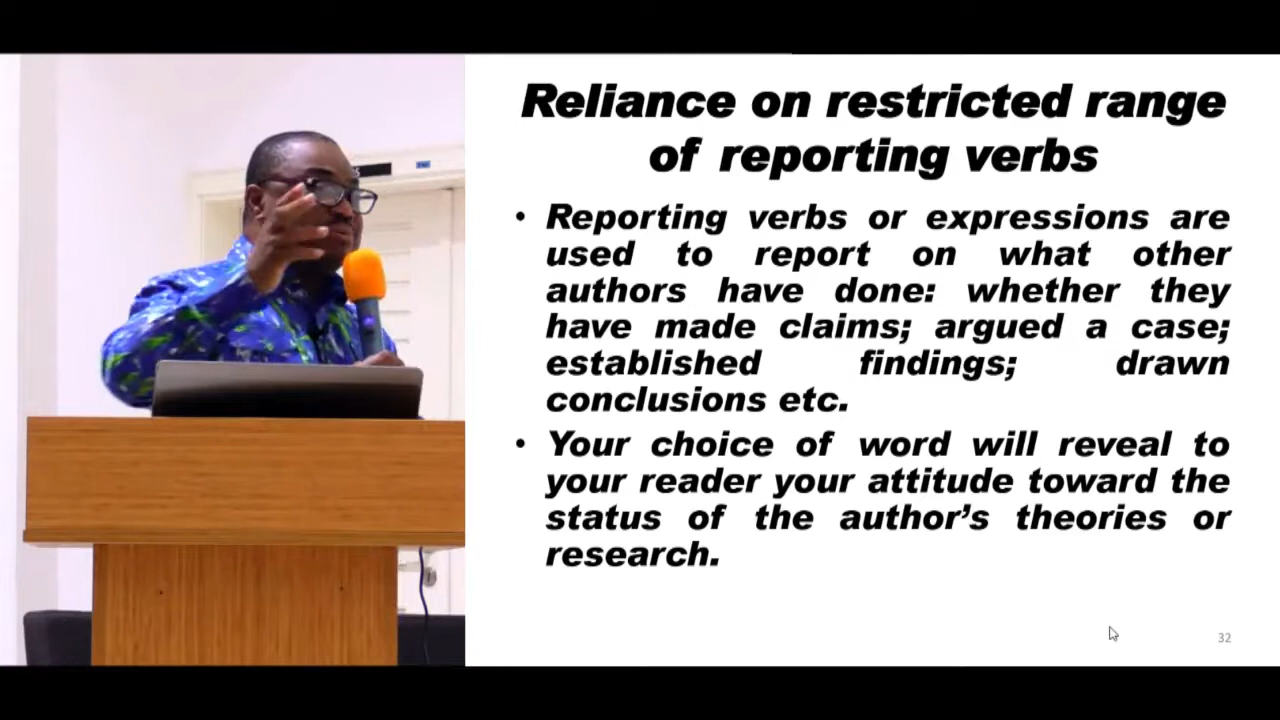 Reliance on restricted range
of reporting verbs
• Reporting verbs or expressions are
used to report on what other
authors have done: whether they
have made claims; argued a case;
established findings; drawn
conclusions etc.
• Your choice of word will reveal to
your reader your attitude toward the
status of the author's theories or
research.
32